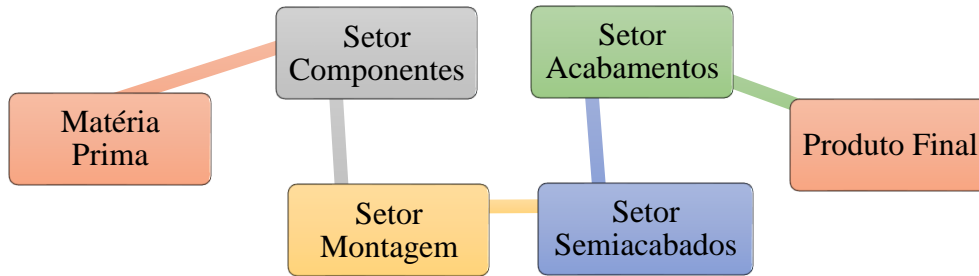 Matéria
Prima
Setor
Componentes
Setor
Montagem
Setor
Semiacabados
Setor
Acabamentos
Produto Final